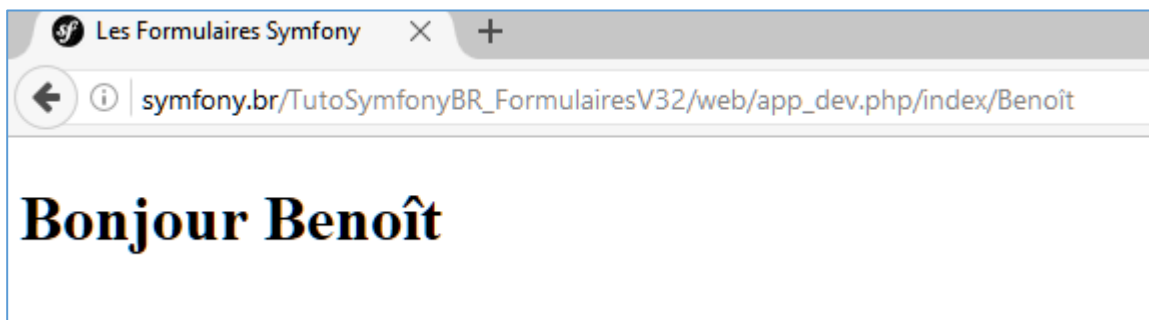 Les Formulaires Symfony
symfony.br/TutoSymfonyBR_FormulairesV32/web/app_dev.php/index/Benoît
Bonjour Benoît